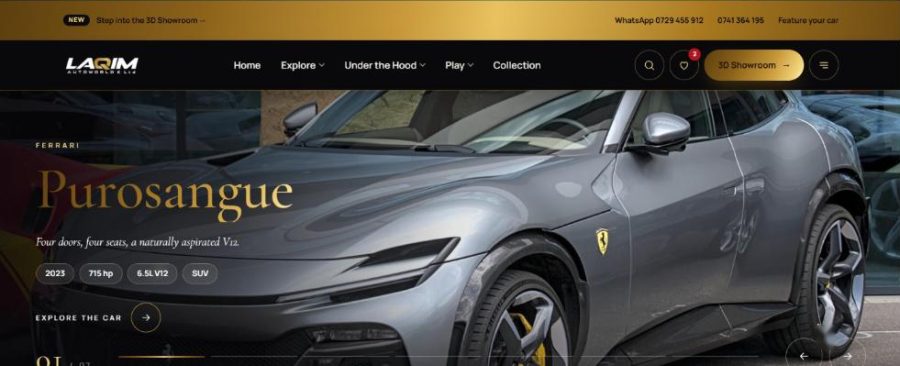 NEW Step into the 3D Showroom → WhatsApp 0729 455 912 0741 364 195 Feature your car
LAQIM
AUTOWORLD K Ltd
Home Explore Under the Hood Play Collection 2 3D Showroom →
FERRARI
Purosangue
Four doors, four seats, a naturally aspirated V12.
2023 715 hp 6.5L V12 SUV
EXPLORE THE CAR →